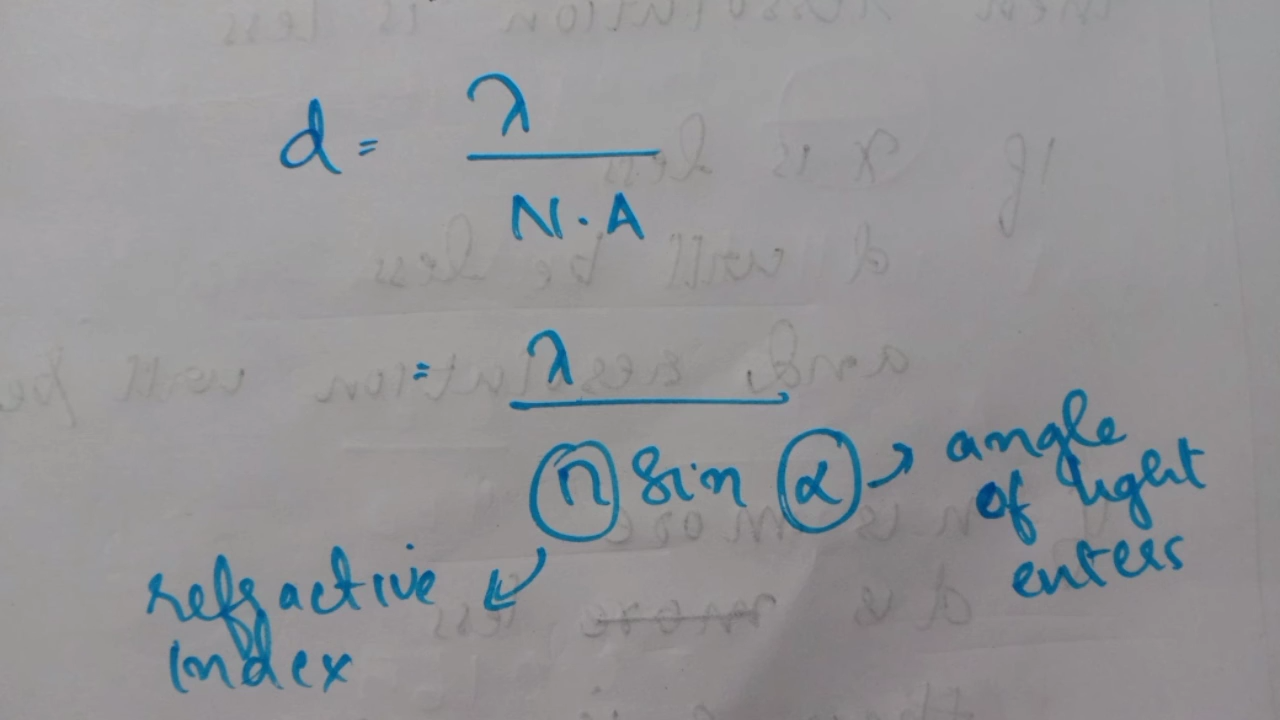 d = λ
N.A
= λ
n sin α → angle of light enters
refractive index